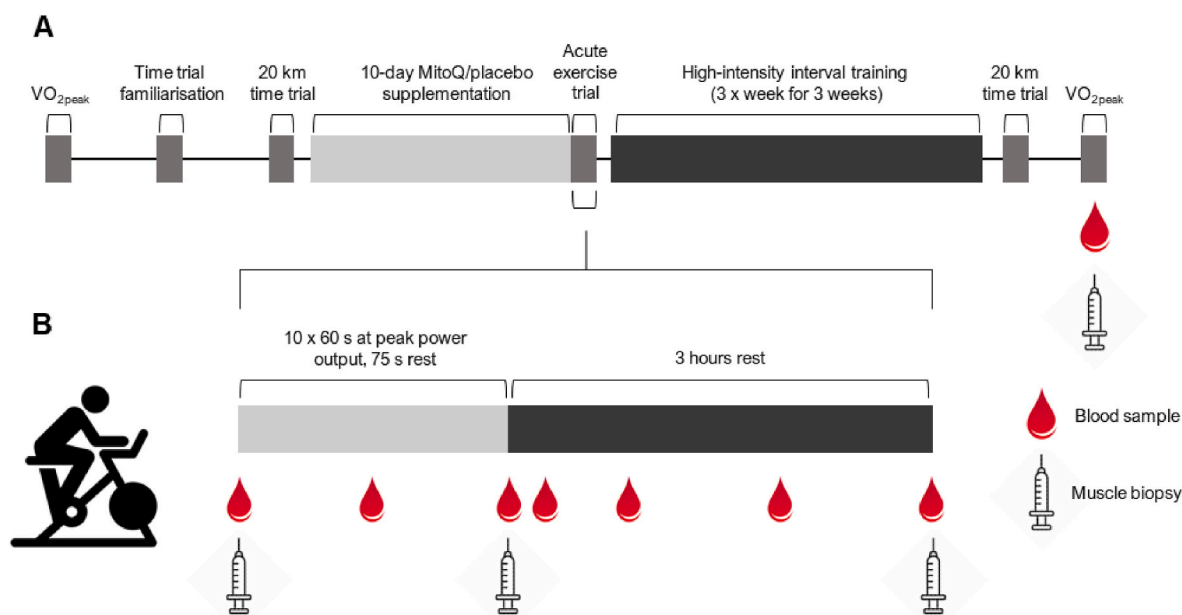 A
VO2peak
Time trial
familiarisation
20 km
time trial
10-day MitoQ/placebo
supplementation
Acute
exercise
trial
High-intensity interval training
(3 x week for 3 weeks)
20 km
time trial
VO2peak
B
10 x 60 s at peak power
output, 75 s rest
3 hours rest
Blood sample
Muscle biopsy